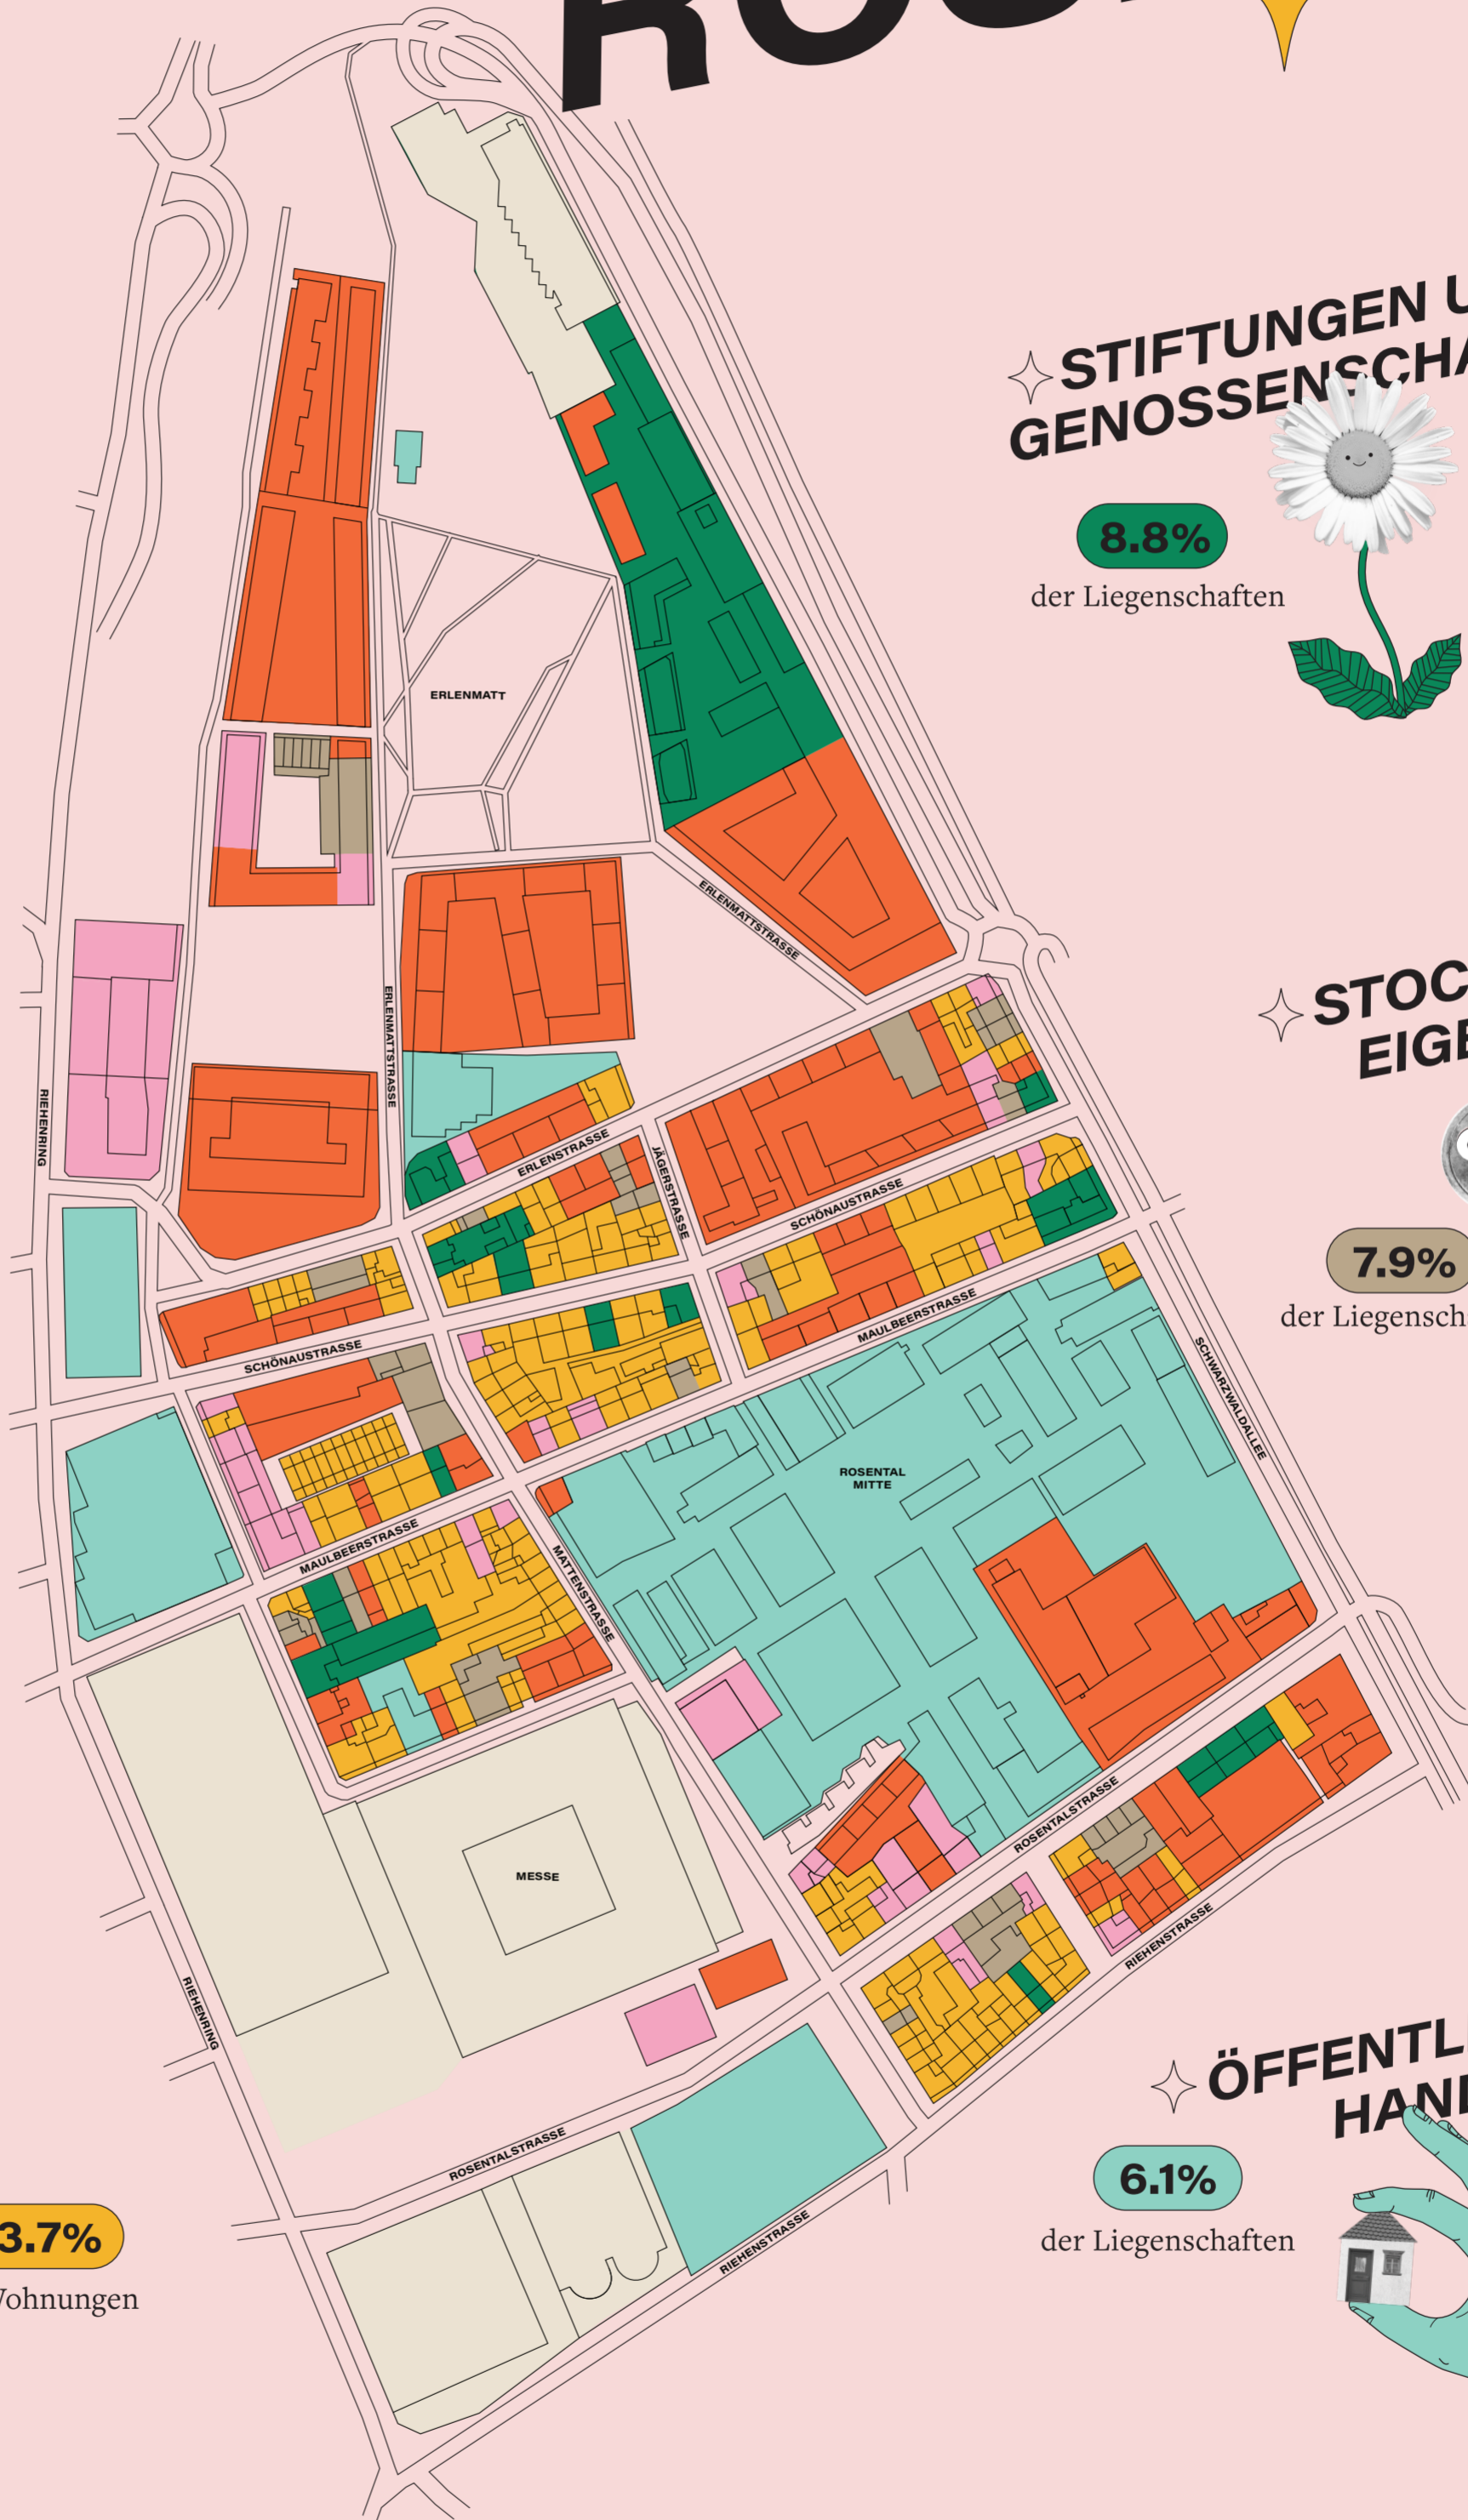 STIFTUNGEN U
GENOSSENSCHA
8.8%
der Liegenschaften
ERLENMATT
ERLENMATTSTRASSE
STOC
EIGE
ERLENMATTSTRASSE
RIEHENRING
ERLENSTRASSE
JÄGERSTRASSE
SCHÖNAUSTRASSE
7.9%
der Liegensch
MAULBEERSTRASSE
SCHÖNAUSTRASSE
SCHWARZWALDALLEE
ROSENTAL
MITTE
MAULBEERSTRASSE
MATTENSTRASSE
ROSENTALSTRASSE
MESSE
RIEHENSTRASSE
RIEHENRING
ÖFFENTL
HAND
6.1%
der Liegenschaften
ROSENTALSTRASSE
RIEHENSTRASSE
3.7%
Wohnungen